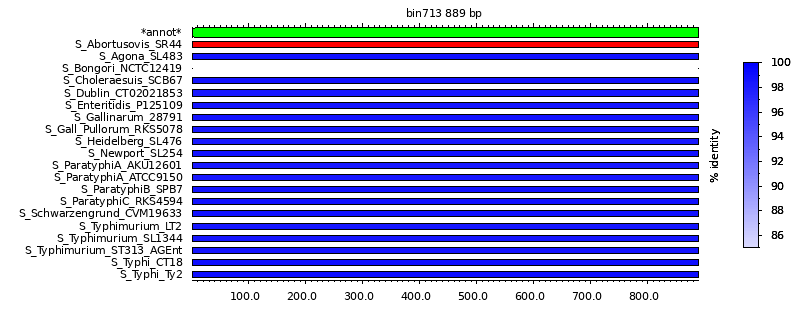 bin713 889 bp
*annot*
S_Abortusovis_SR44
S_Agona_SL483
S_Bongori_NCTC12419
S_Choleraesuis_SCB67
S_Dublin_CT02021853
S_Enteritidis_P125109
S_Gallinarum_28791
S_Gall_Pullorum_RKS5078
S_Heidelberg_SL476
S_Newport_SL254
S_ParatyphiA_AKU12601
S_ParatyphiA_ATCC9150
S_ParatyphiB_SPB7
S_ParatyphiC_RKS4594
S_Schwarzengrund_CVM19633
S_Typhimurium_LT2
S_Typhimurium_SL1344
S_Typhimurium_ST313_AGEnt
S_Typhi_CT18
S_Typhi_Ty2
100.0 200.0 300.0 400.0 500.0 600.0 700.0 800.0
% identity
100
98
96
94
92
90
88
86